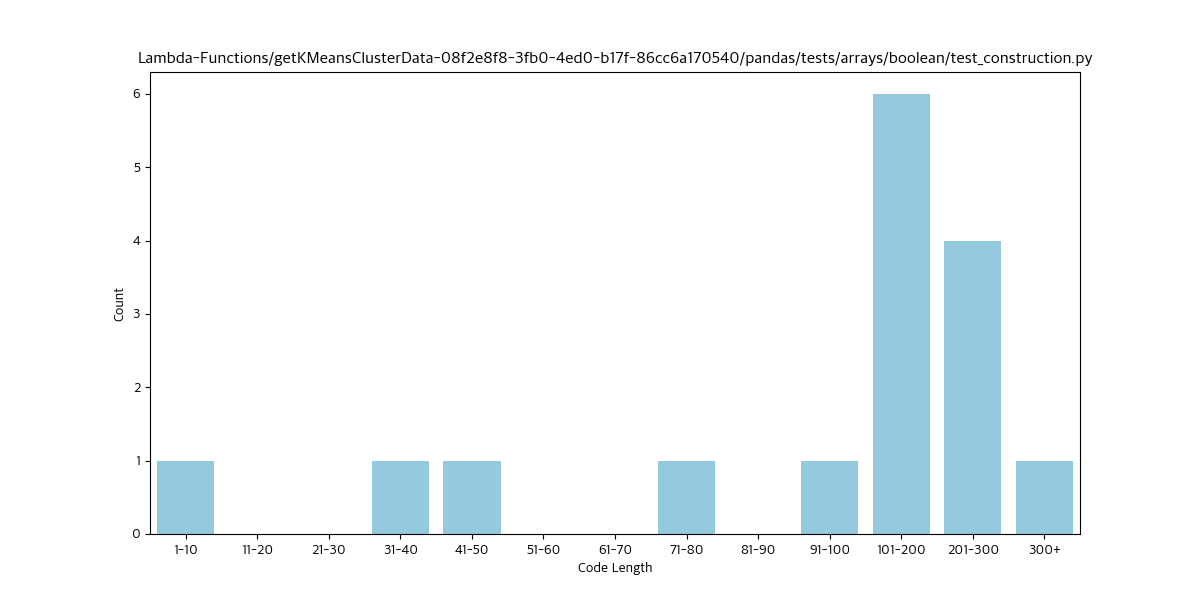 Lambda-Functions/getKMeansClusterData-08f2e8f8-3fb0-4ed0-b17f-86cc6a170540/pandas/tests/arrays/boolean/test_construction.py
6
5
4
3
2
1
0
Count
1-10 11-20 21-30 31-40 41-50 51-60 61-70 71-80 81-90 91-100 101-200 201-300 300+
Code Length